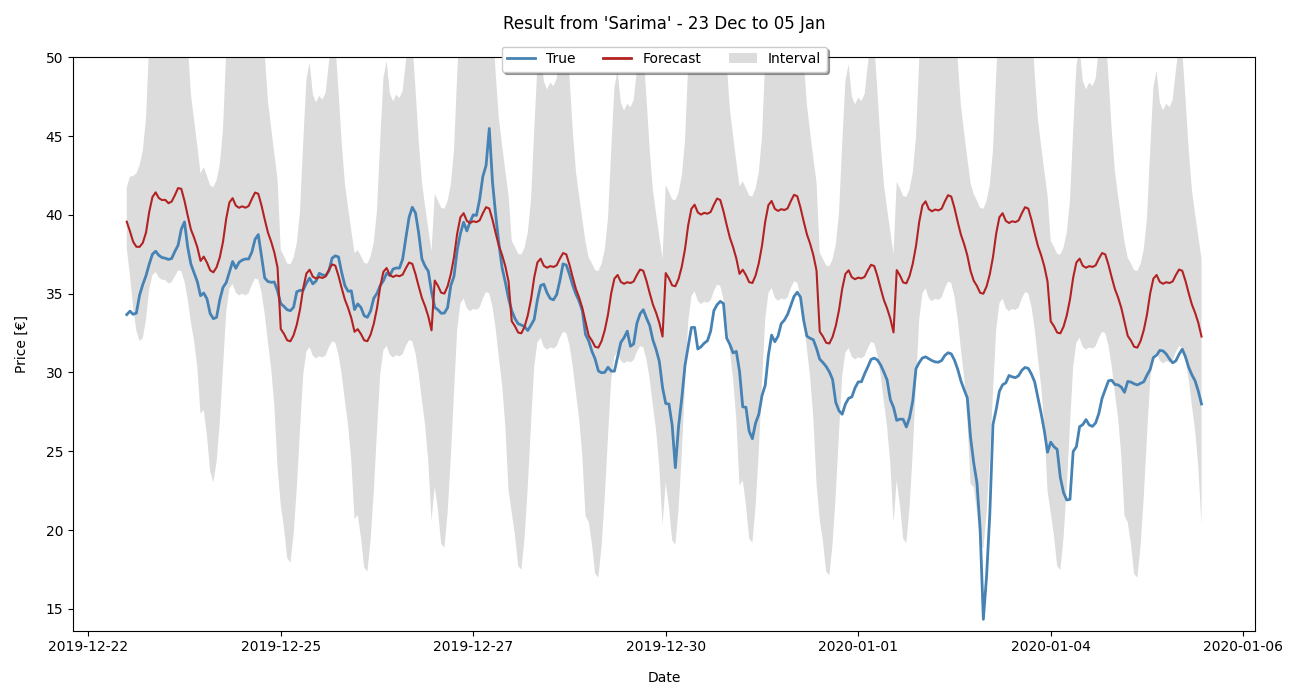 Result from 'Sarima' - 23 Dec to 05 Jan
True Forecast Interval
50
45
40
35
30
25
20
15
Price [€]
2019-12-22 2019-12-25 2019-12-27 2019-12-30 2020-01-01 2020-01-04 2020-01-06
Date